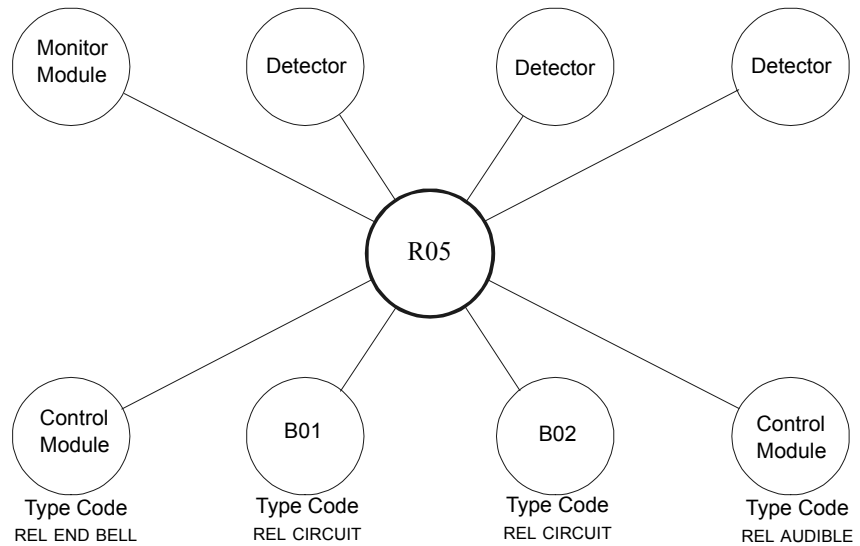 Monitor
Module
Detector
Detector
Detector
R05
Control
Module
B01
B02
Control
Module
Type Code
REL END BELL
Type Code
REL CIRCUIT
Type Code
REL CIRCUIT
Type Code
REL AUDIBLE